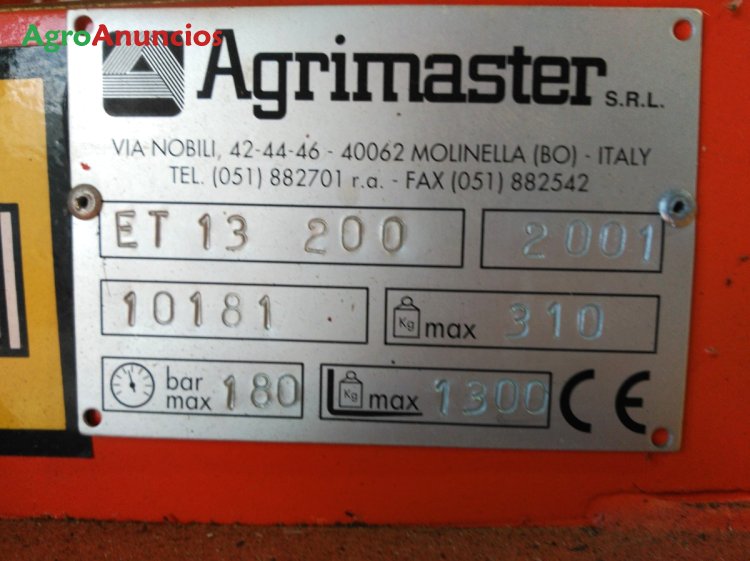 AgroAnuncios
Agrimaster S.R.L.
VIA NOBILI, 42-44-46 - 40062 MOLINELLA (BO) - ITALY
TEL. (051) 882701 r.a. - FAX (051) 882542
ET 13 200 2001
10181 Kg max 310
bar max 180 Kg max 1300 CE